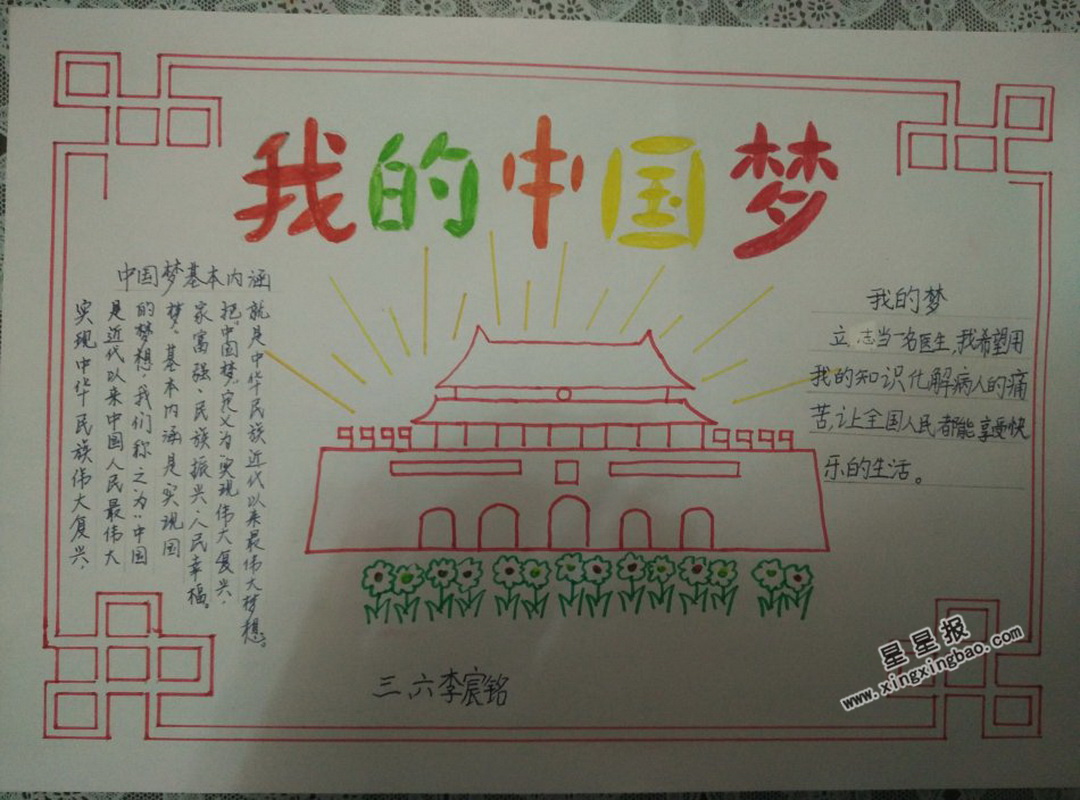 我的中国梦
中国梦基本内涵
实现中华民族伟大复兴，
是近代以来中国人民最伟大
的梦想，我们称之为“中国
梦”，基本内涵是实现国
家富强、民族振兴、人民幸福。
把“中国梦”定义为“实现伟大复兴，
就是中华民族近代以来最伟大梦想。
我的梦
立志当一名医生，我希望用
我的知识化解病人的痛
苦，让全国人民都能享受快
乐的生活。
三、六李宸铭
星星报
www.xingxingbao.com